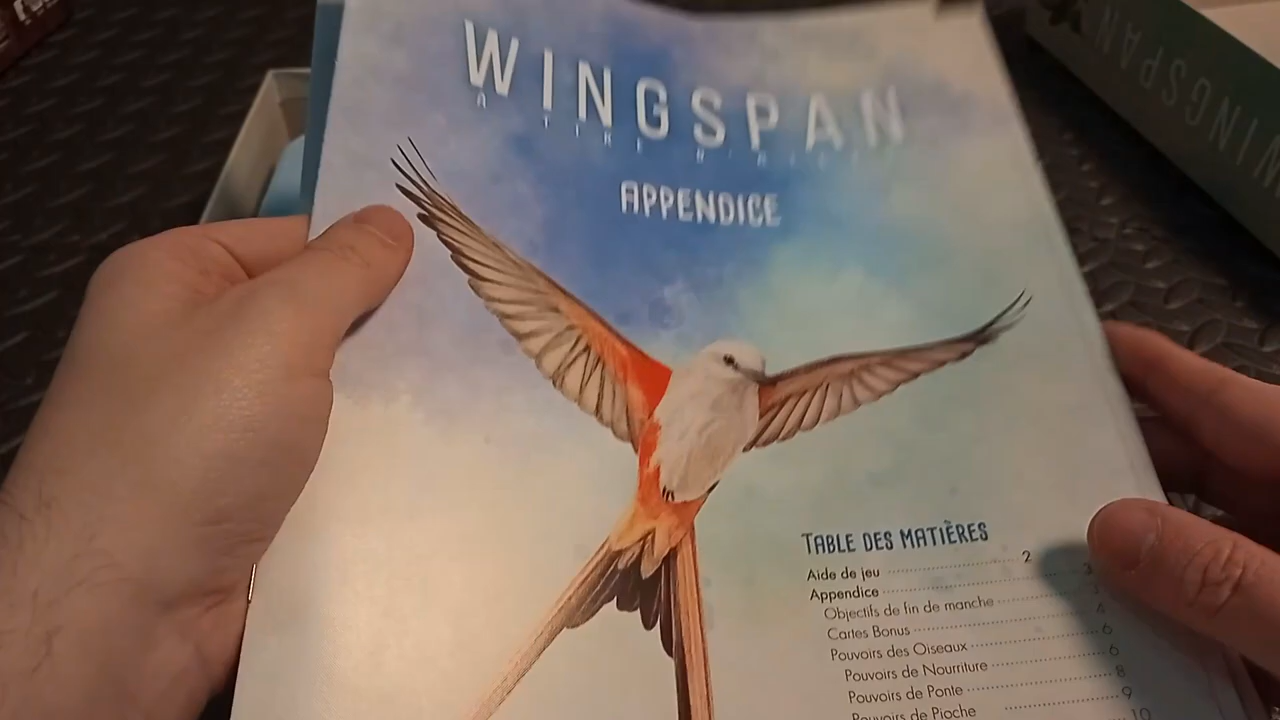 WINGSPAN
APPENDICE
TABLE DES MATIÈRES
Aide de jeu 2
Appendice 3
Objectifs de fin de manche 3
Cartes Bonus 4
Pouvoirs des Oiseaux 6
Pouvoirs de Nourriture 6
Pouvoirs de Ponte 8
Pouvoirs de Pioche 9
10
WINGSPAN